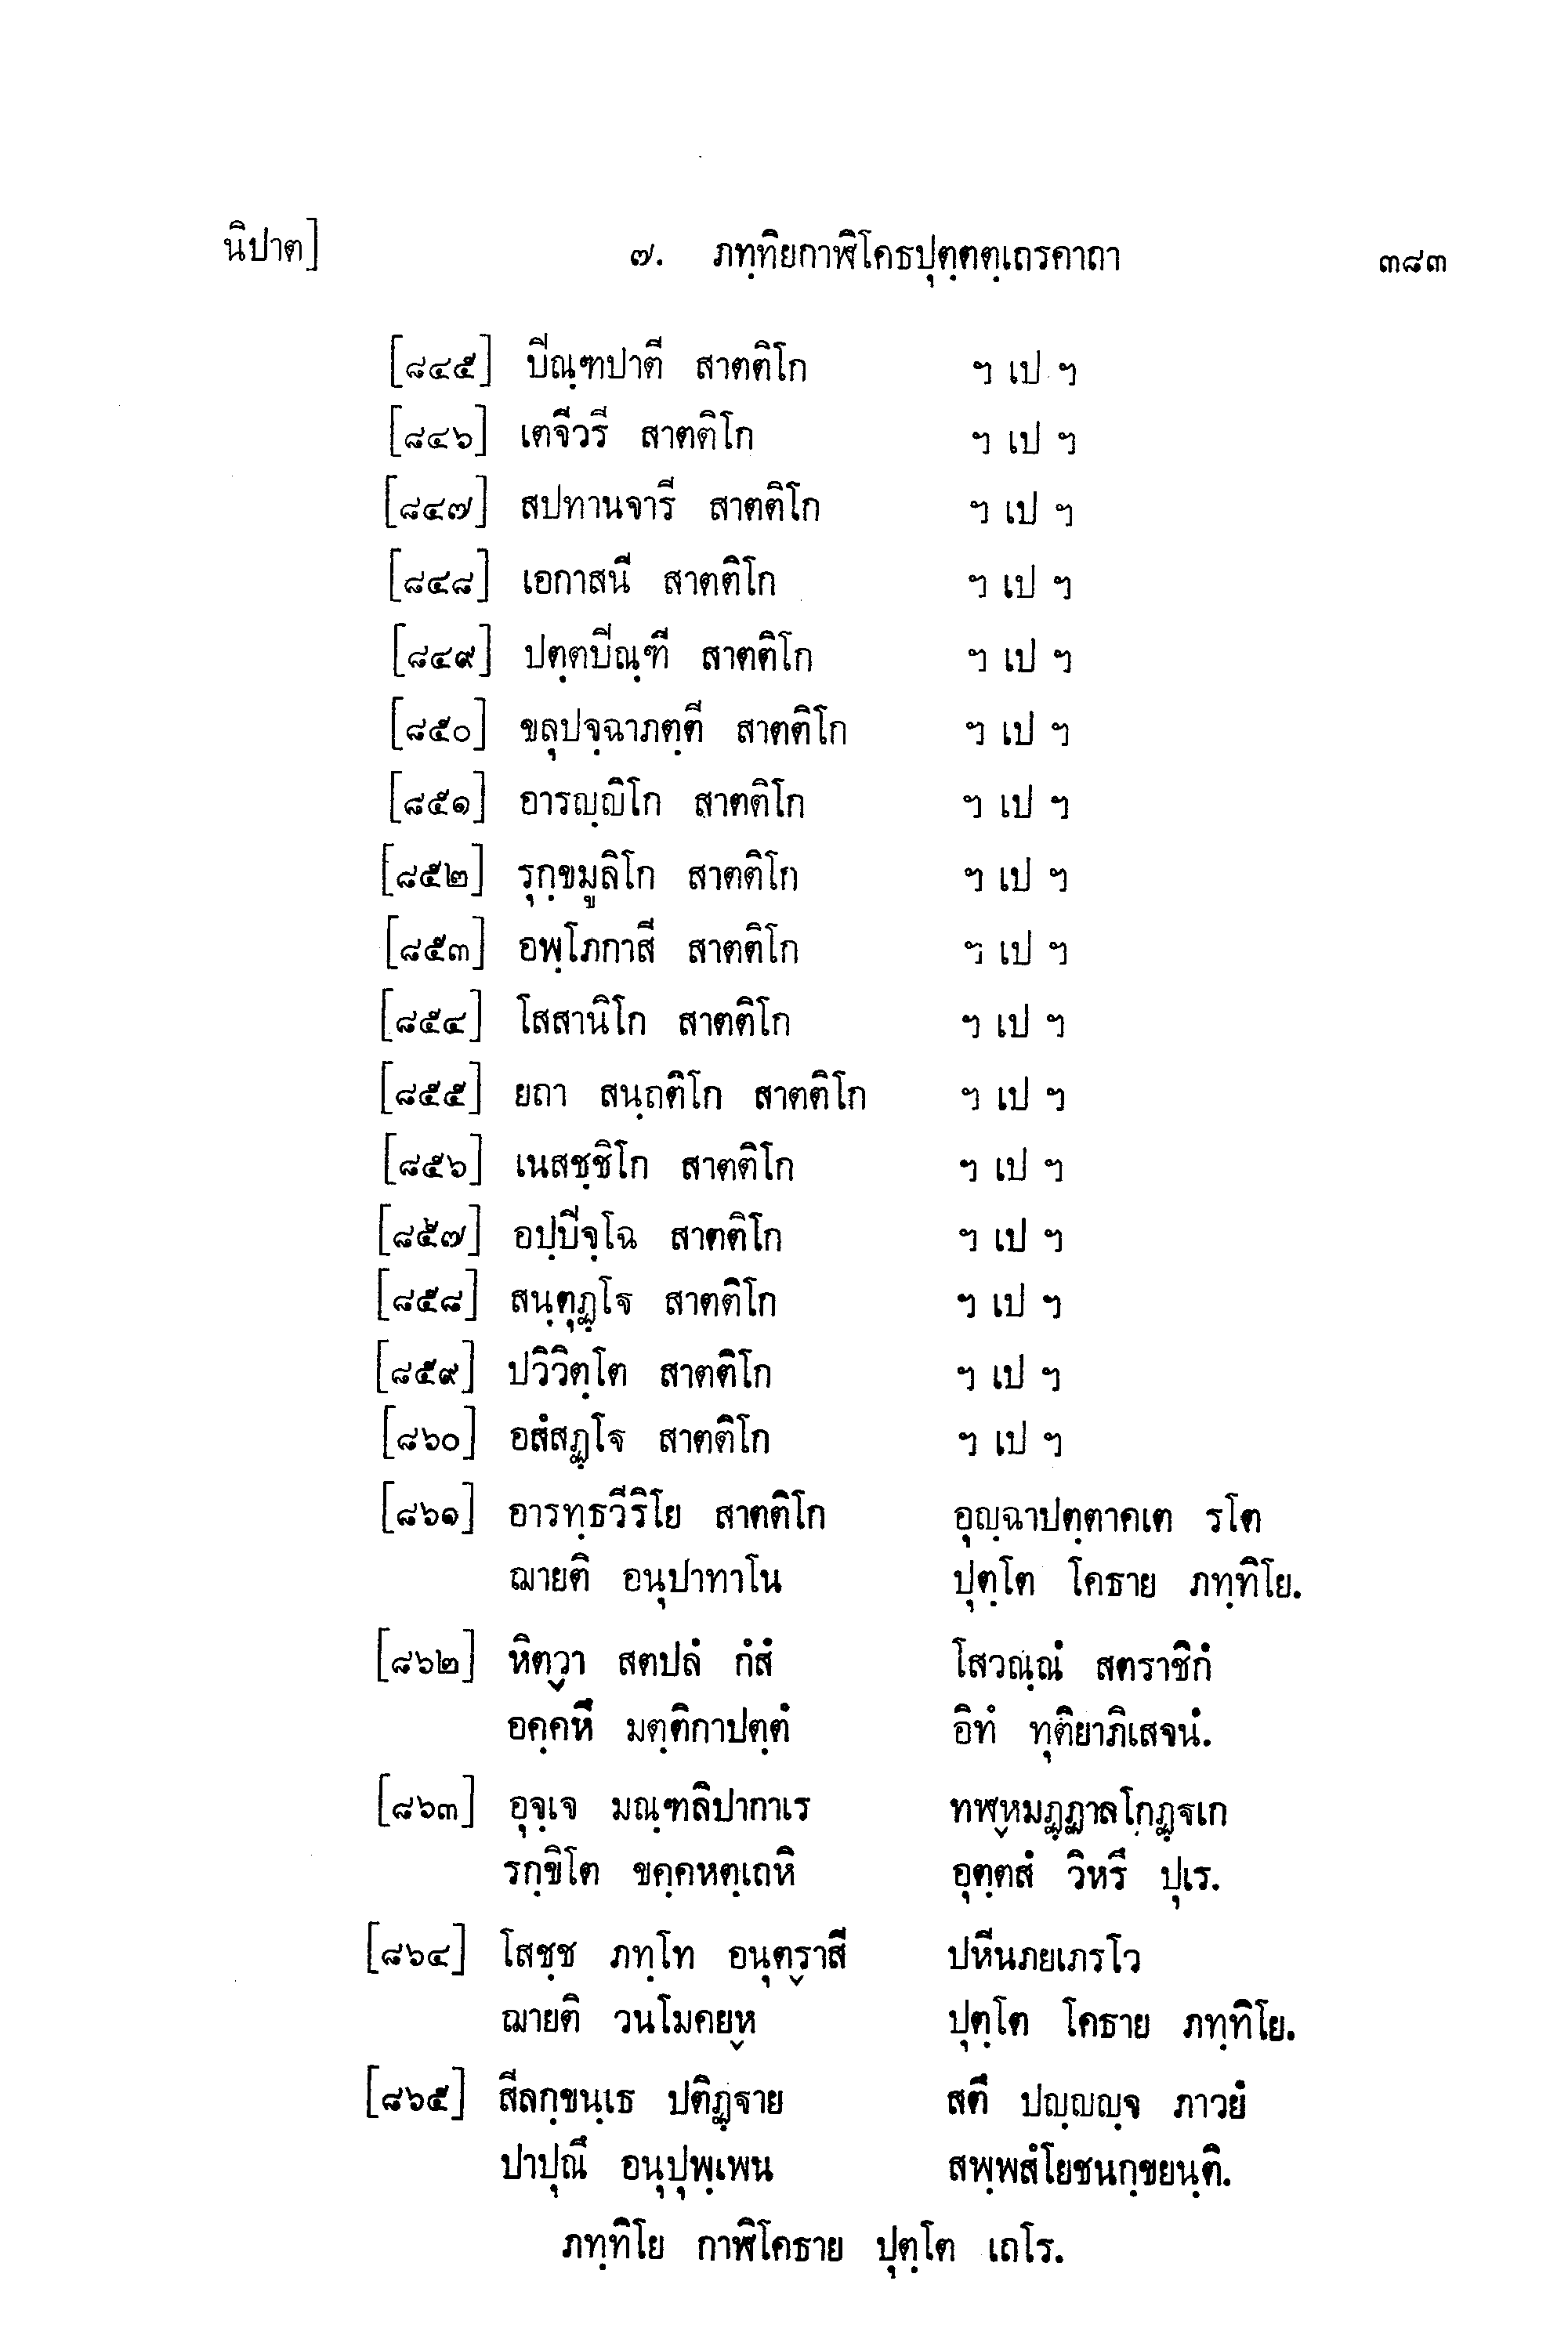 นิปาต] ๗. ภทฺทิยกาฬิโคธปุตฺตตฺเถรคาถา ๓๘๓
[๘๔๕] ปิณฺฑปาตี สาตติโก ฯ เป ฯ
[๘๔๖] เตจีวรี สาตติโก ฯ เป ฯ
[๘๔๗] สปทานจารี สาตติโก ฯ เป ฯ
[๘๔๘] เอกาสนี สาตติโก ฯ เป ฯ
[๘๔๙] ปตฺตปิณฺฑี สาตติโก ฯ เป ฯ
[๘๕๐] ขลุปจฺฉาภตฺตี สาตติโก ฯ เป ฯ
[๘๕๑] อารญฺญิโก สาตติโก ฯ เป ฯ
[๘๕๒] รุกฺขมูลิโก สาตติโก ฯ เป ฯ
[๘๕๓] อพฺโภกาสี สาตติโก ฯ เป ฯ
[๘๕๔] โสสานิโก สาตติโก ฯ เป ฯ
[๘๕๕] ยถา สนฺถติโก สาตติโก ฯ เป ฯ
[๘๕๖] เนสชฺชิโก สาตติโก ฯ เป ฯ
[๘๕๗] อปฺปิจฺโฉ สาตติโก ฯ เป ฯ
[๘๕๘] สนฺตุฏฺโฐ สาตติโก ฯ เป ฯ
[๘๕๙] ปวิวิตฺโต สาตติโก ฯ เป ฯ
[๘๖๐] อสํสฏฺโฐ สาตติโก ฯ เป ฯ
[๘๖๑] อารทฺธวีริโย สาตติโก อุญฺฉาปตฺตาคเต รโต
ฌายติ อนุปาทาโน ปุตฺโต โคธาย ภทฺทิโย.
[๘๖๒] หิตฺวา สตปลํ กํสํ โสวณฺณํ สตราชิกํ
อคฺคหึ มตฺติกาปตฺตํ อิทํ ทุติยาภิเสจนํ.
[๘๖๓] อุจฺเจ มณฺฑลิปากาเร ทฬฺหมฏฺฏาลโกฏฺฐเก
รกฺขิโต ขคฺคหตฺเถหิ อุตฺตสํ วิหรึ ปุเร.
[๘๖๔] โสชฺช ภทฺโท อนุตฺราสี ปหีนภยเภรโว
ฌายติ วนโมคยฺห ปุตฺโต โคธาย ภทฺทิโย.
[๘๖๕] สีลกฺขนฺเธ ปติฏฺฐาย สตึ ปญฺญญฺจ ภาวยํ
ปาปุณึ อนุปุพฺเพน สพฺพสํโยชนกฺขยนฺติ.
ภทฺทิโย กาฬิโคธาย ปุตฺโต เถโร.